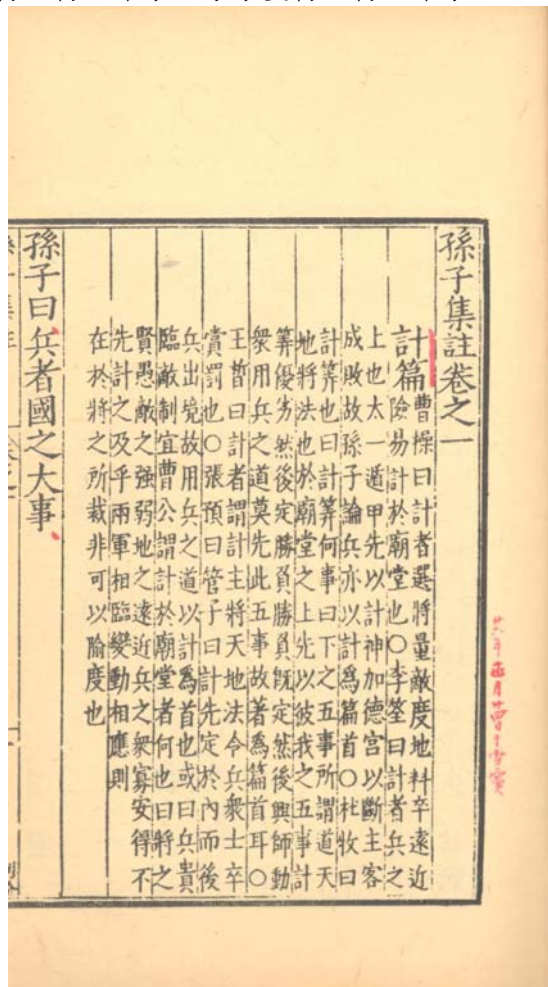 孫子集註卷之一
計篇
曹操曰計者選將量敵度地料卒遠近
險易計於廟堂也○李筌曰計者兵之
上也太一遁甲先以計神加德宮以斷主客
成敗故孫子論兵亦以計爲篇首○杜牧曰
計筭也曰計筭何事曰下之五事所謂道天
地將法也於廟堂之上先以彼我之五事計
筭優劣然後定勝負勝負既定然後興師動
衆用兵之道莫先此五事故著爲篇首耳○
王晳曰計者謂計主將天地法令兵衆士卒
賞罰也○張預曰管子曰計先定於內而後
兵出境故用兵之道以計爲首也或曰兵貴
臨敵制宜曹公謂計於廟堂者何也曰將之
賢愚敵之強弱地之遠近兵之衆寡安得不
先計之及乎兩軍相臨變動相應則
在於將之所裁非可以隃度也
孫子曰兵者國之大事